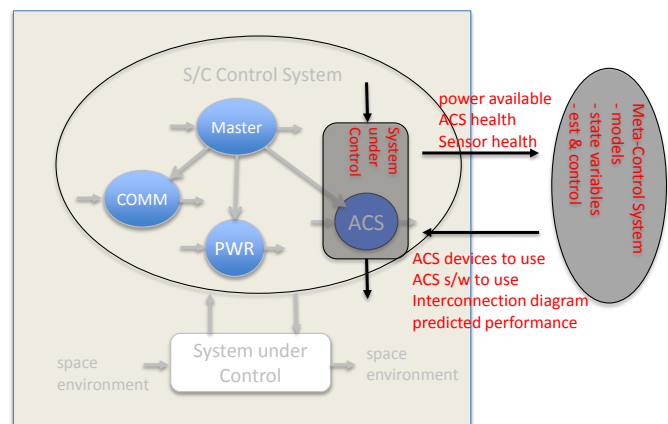 S/C Control System
Master
COMM
PWR
System
under
Control
ACS
power available
ACS health
Sensor health
ACS devices to use
ACS s/w to use
Interconnection diagram
predicted performance
Meta-Control System
- models
- state variables
- est & control
space
environment
System under
Control
space
environment